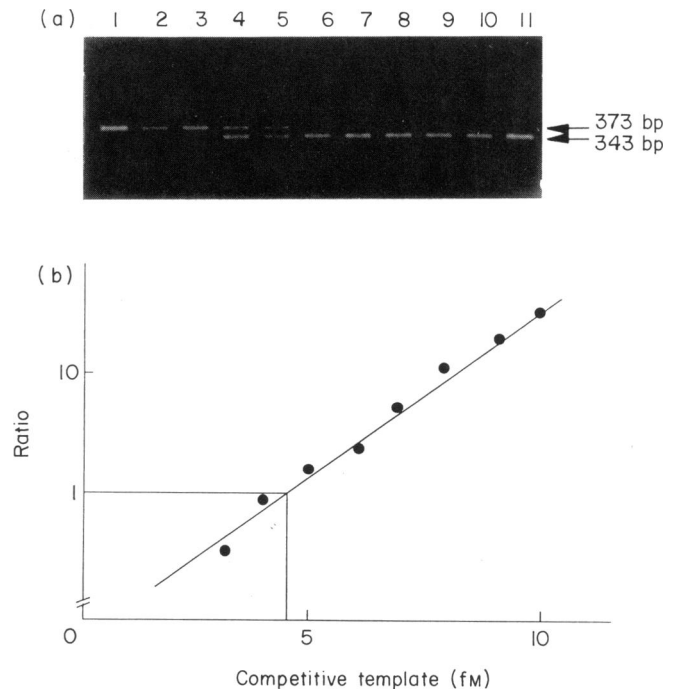 (a) 1 2 3 4 5 6 7 8 9 10 11
373 bp
343 bp
(b)
10
Ratio
1
0 5 10
Competitive template (fM)